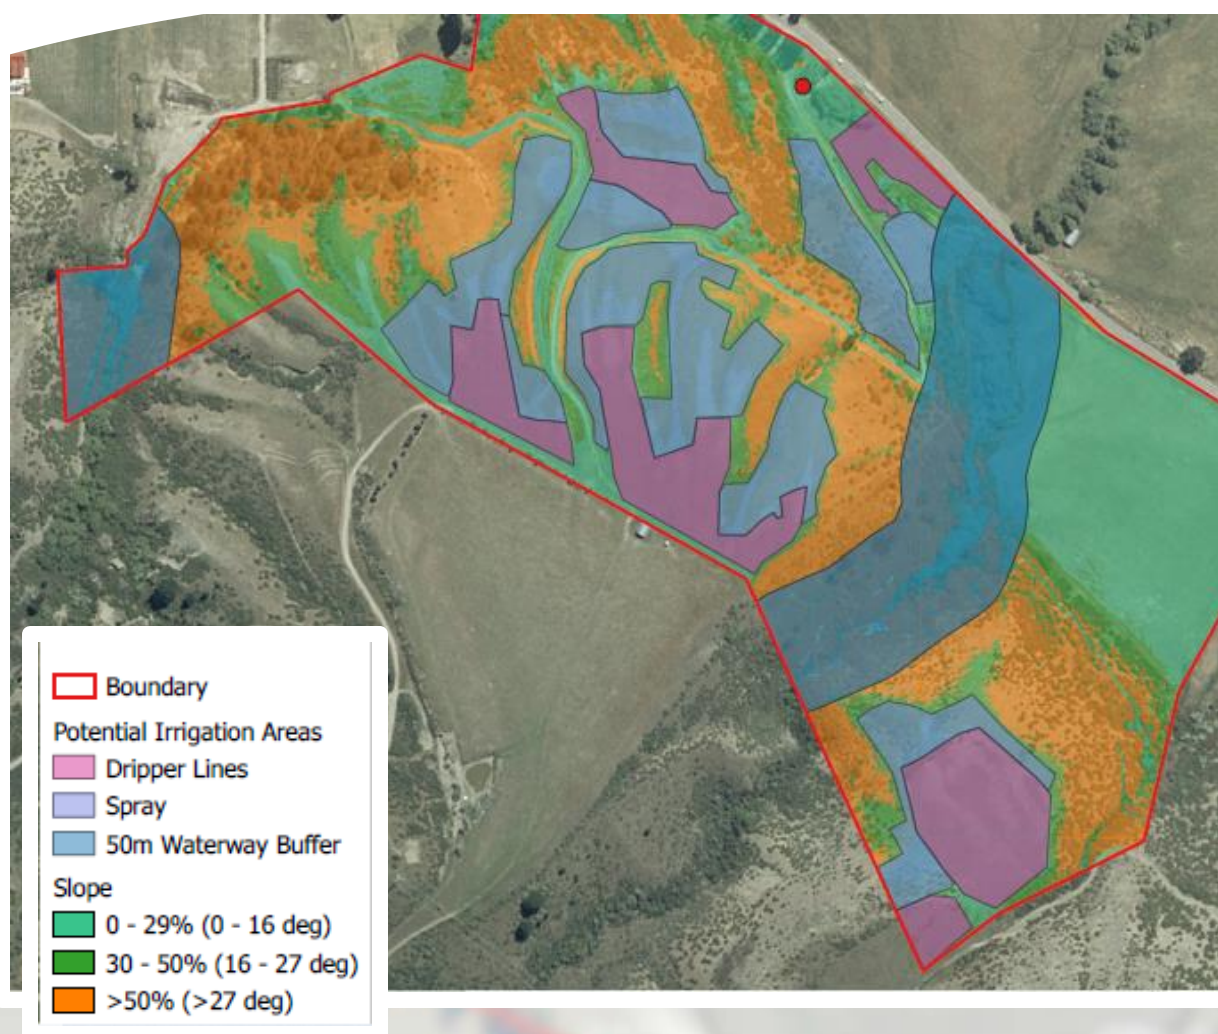 Boundary
Potential Irrigation Areas
Dripper Lines
Spray
50m Waterway Buffer
Slope
0 - 29% (0 - 16 deg)
30 - 50% (16 - 27 deg)
>50% (>27 deg)